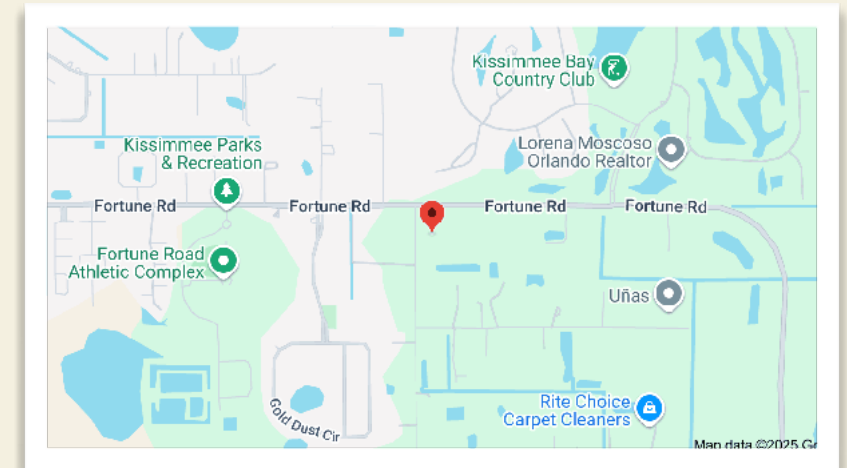 Kissimmee Bay
Country Club
Kissimmee Parks
& Recreation
Lorena Moscoso
Orlando Realtor
Fortune Rd
Fortune Rd
Fortune Rd
Fortune Rd
Fortune Road
Athletic Complex
Uñas
Rite Choice
Carpet Cleaners
Gold Dust Cir
Map data ©2025 Go